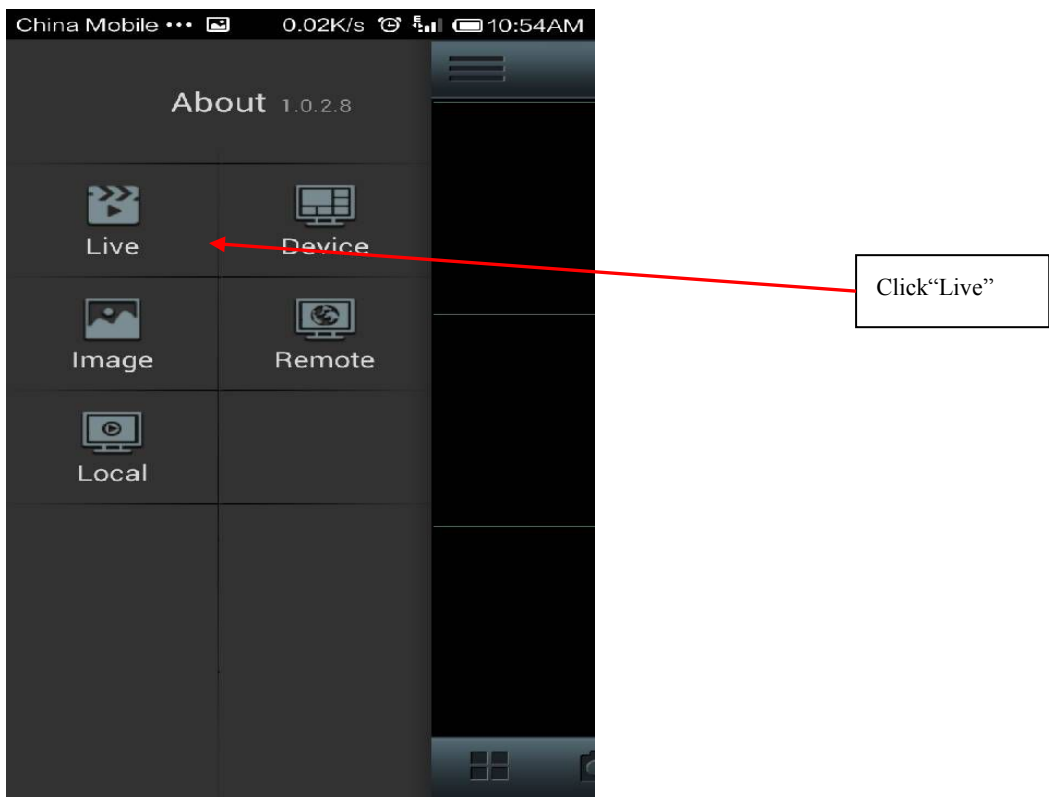 China Mobile ••• 0.02K/s E 10:54AM
About 1.0.2.8
Live
Device
Click“Live”
Image
Remote
Local